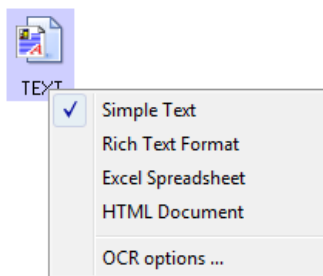 TEXT
Simple Text
Rich Text Format
Excel Spreadsheet
HTML Document
OCR options ...